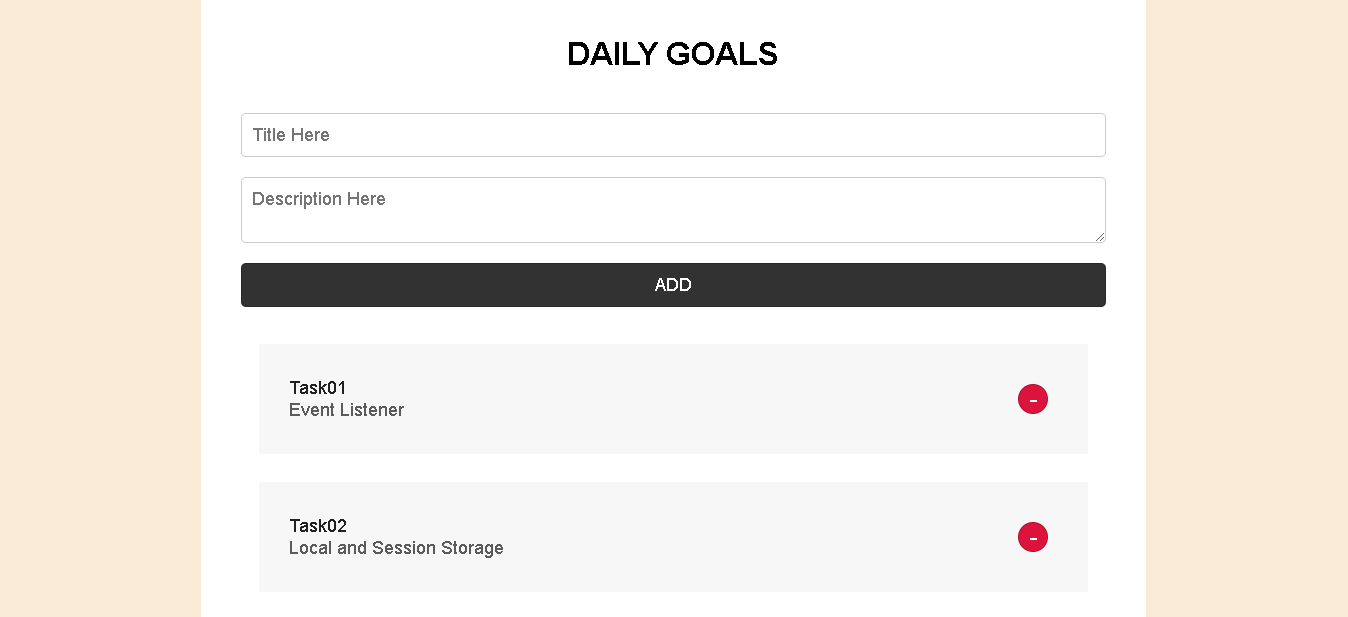 DAILY GOALS
Title Here
Description Here
ADD
Task01
Event Listener
-
Task02
Local and Session Storage
-